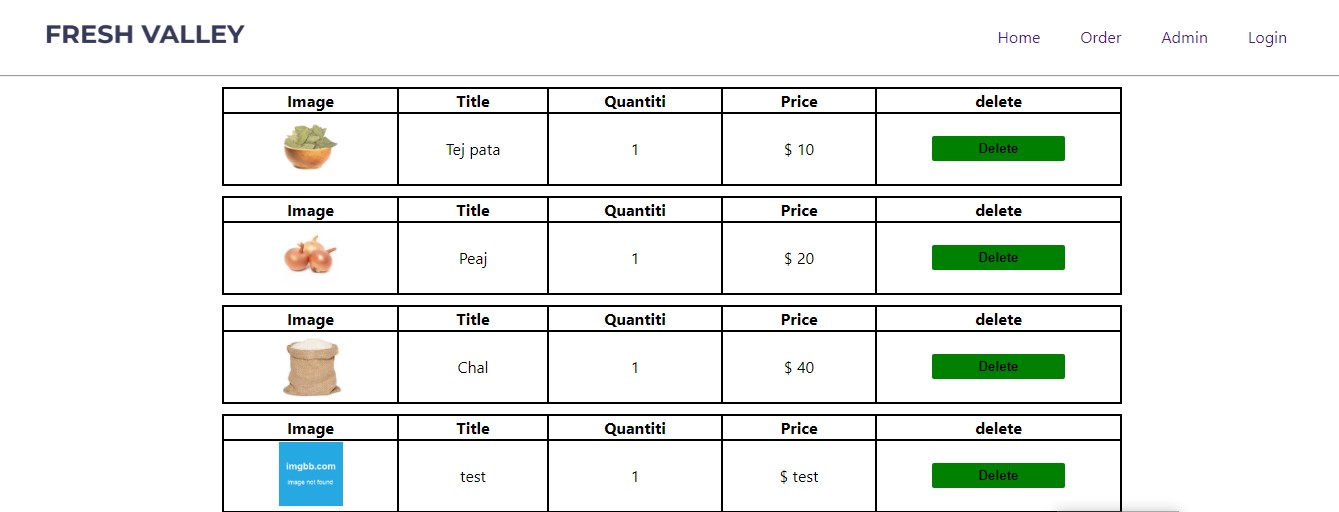 FRESH VALLEY
Home Order Admin Login
Image Title Quantiti Price delete
Tej pata 1 $ 10 Delete
Image Title Quantiti Price delete
Peaj 1 $ 20 Delete
Image Title Quantiti Price delete
Chal 1 $ 40 Delete
Image Title Quantiti Price delete
imgbb.com
image not found
test 1 $ test Delete